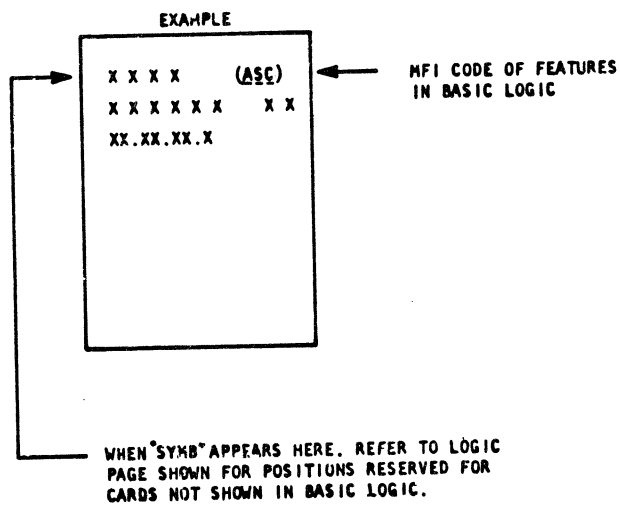 EXAMPLE
X X X X (ASC)
X X X X X X X X
XX.XX.XX.X
MFI CODE OF FEATURES
IN BASIC LOGIC
WHEN "SYMB" APPEARS HERE. REFER TO LOGIC
PAGE SHOWN FOR POSITIONS RESERVED FOR
CARDS NOT SHOWN IN BASIC LOGIC.